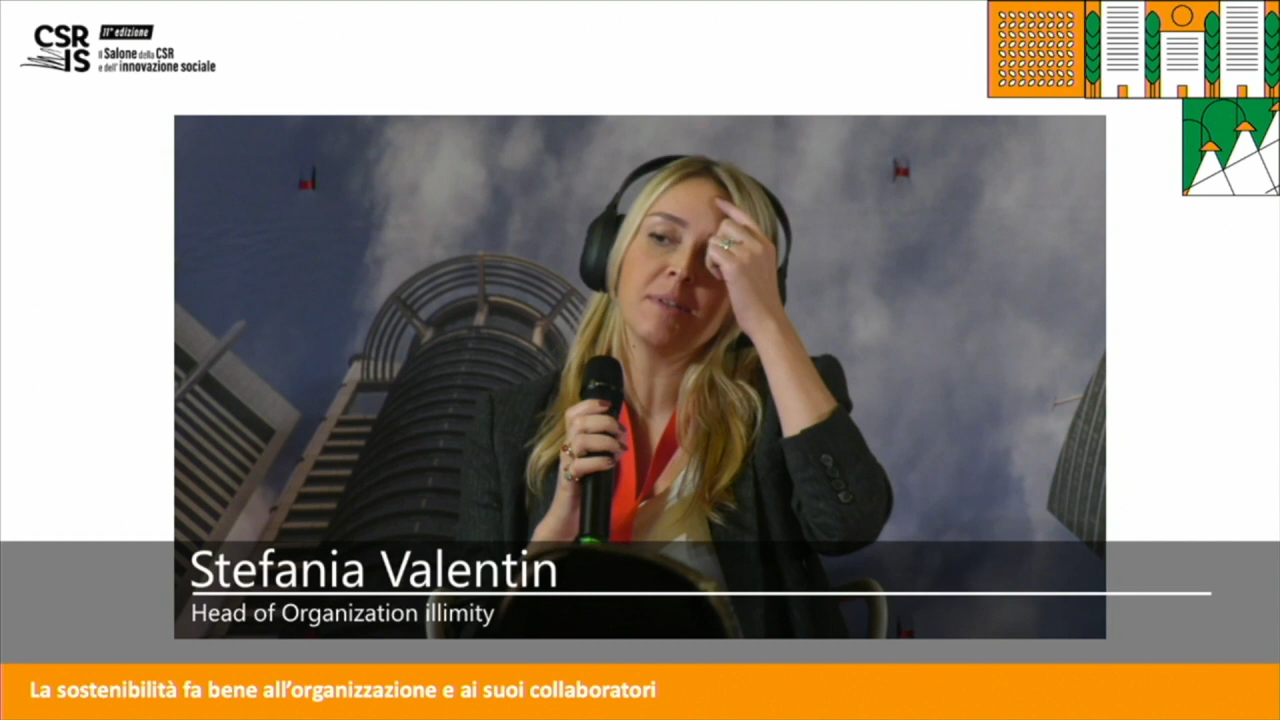 CSR
IS
11° edizione
Il Salone della CSR
e dell'innovazione sociale
Stefania Valentin
Head of Organization illimity
La sostenibilità fa bene all'organizzazione e ai suoi collaboratori